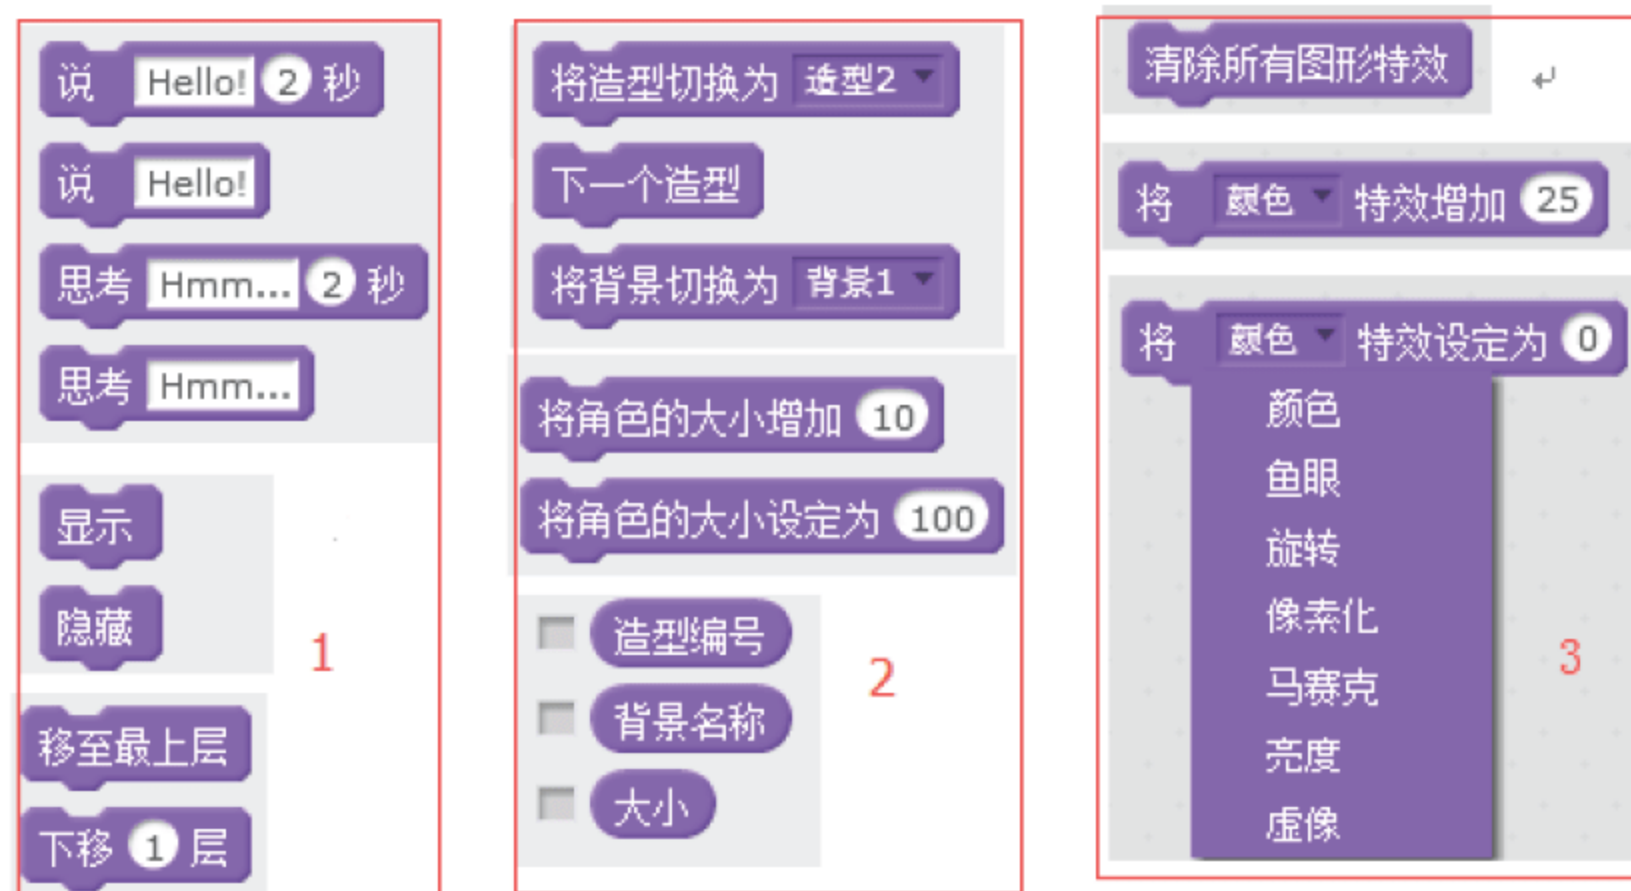 说 Hello! 2 秒
说 Hello!
思考 Hmm... 2 秒
思考 Hmm...
显示
隐藏
1
移至最上层
下移 1 层
将造型切换为 造型2
下一个造型
将背景切换为 背景1
将角色的大小增加 10
将角色的大小设定为 100
造型编号
背景名称
大小
2
清除所有图形特效
将 颜色 特效增加 25
将 颜色 特效设定为 0
颜色
鱼眼
旋转
像素化
马赛克
亮度
虚像
3